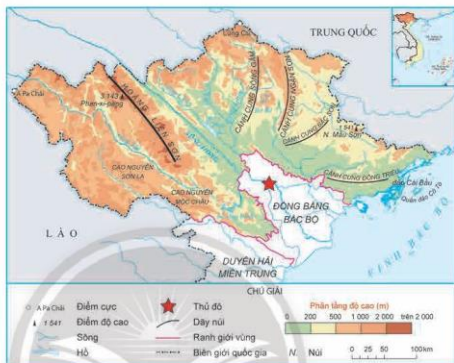 TRUNG QUỐC
Lũng Cú
A Pa Chải
3 143
Phan-xi-păng
HOÀNG LIÊN SƠN
CÁNH CUNG SÔNG GÂM
CÁNH CUNG NGÂN SƠN
CÁNH CUNG BẮC SƠN
1 541
N. Mẫu Sơn
CAO NGUYÊN
SƠN LA
CAO NGUYÊN
MỘC CHÂU
CÁNH CUNG ĐÔNG TRIỀU
đảo Cái Bầu
Quần đảo Cô Tô
ĐỒNG BẰNG
BẮC BỘ
LÀO
VỊNH BẮC BỘ
DUYÊN HẢI
MIỀN TRUNG
CHÚ GIẢI
A Pa Chải Điểm cực
1 541 Điểm độ cao
Sông
Hồ
Thủ đô
Dãy núi
Ranh giới vùng
Biên giới quốc gia
Phân tầng độ cao (m)
0 200 500 1 000 2 000 trên 2 000
N. Núi
0 25 50 100km